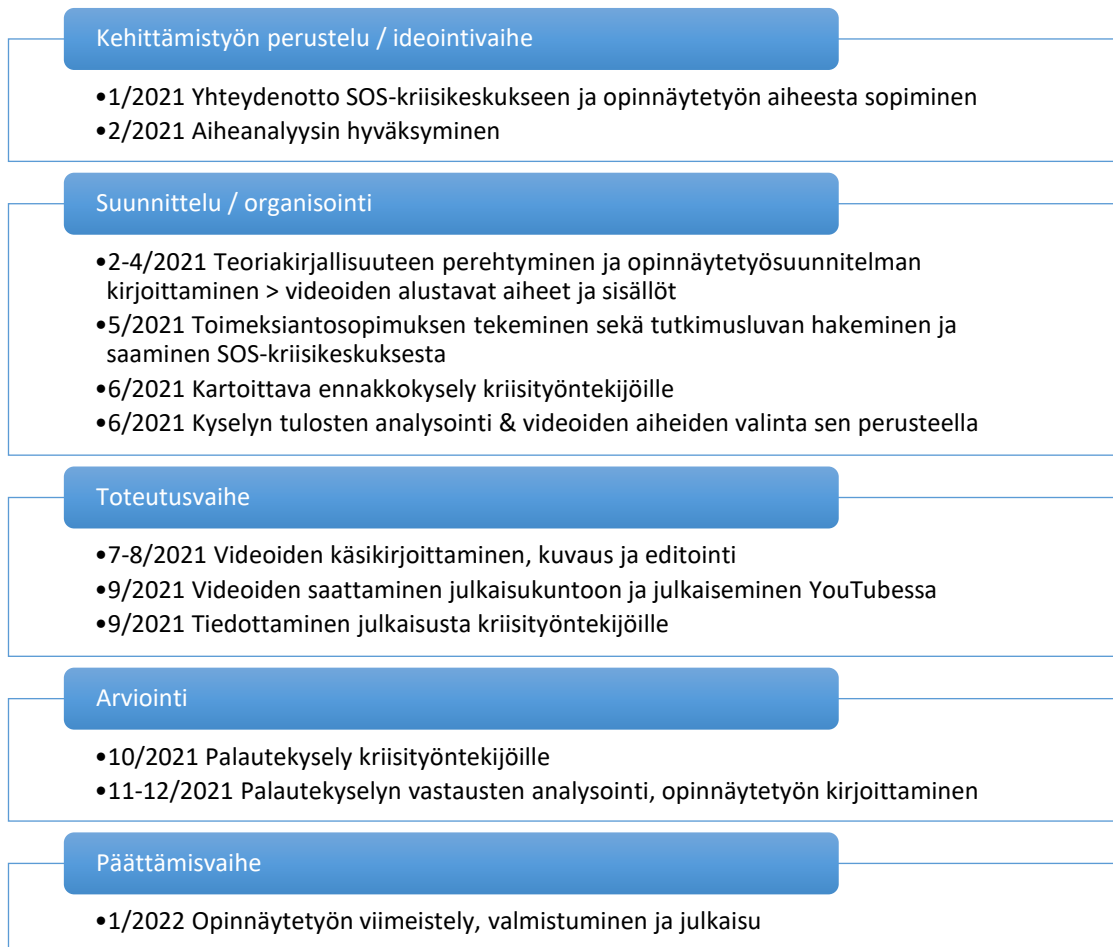 Kehittämistyön perustelu / ideointivaihe
•1/2021 Yhteydenotto SOS-kriisikeskukseen ja opinnäytetyön aiheesta sopiminen
•2/2021 Aiheanalyysin hyväksyminen
Suunnittelu / organisointi
•2-4/2021 Teoriakirjallisuuteen perehtyminen ja opinnäytetyösuunnitelman
kirjoittaminen > videoiden alustavat aiheet ja sisällöt
•5/2021 Toimeksiantosopimuksen tekeminen sekä tutkimusluvan hakeminen ja
saaminen SOS-kriisikeskuksesta
•6/2021 Kartoittava ennakkokysely kriisityöntekijöille
•6/2021 Kyselyn tulosten analysointi & videoiden aiheiden valinta sen perusteella
Toteutusvaihe
•7-8/2021 Videoiden käsikirjoittaminen, kuvaus ja editointi
•9/2021 Videoiden saattaminen julkaisukuntoon ja julkaiseminen YouTubessa
•9/2021 Tiedottaminen julkaisusta kriisityöntekijöille
Arviointi
•10/2021 Palautekysely kriisityöntekijöille
•11-12/2021 Palautekyselyn vastausten analysointi, opinnäytetyön kirjoittaminen
Päättämisvaihe
•1/2022 Opinnäytetyön viimeistely, valmistuminen ja julkaisu